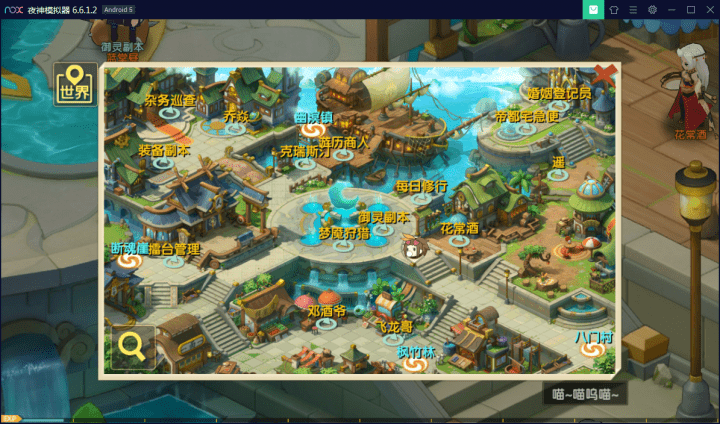 nox 夜神模拟器 6.6.1.2 Android 5
御灵副本
世界
杂务巡查
乔焱
幽溟镇
婚姻登记员
帝都宅急便
装备副本
克瑞斯汀
游历商人
遥
每日修行
御灵副本
梦魇狩猎
花常酒
花常酒
断魂崖
擂台管理
邓酒爷
飞龙哥
枫竹林
八门村
喵~喵呜喵~
EXP